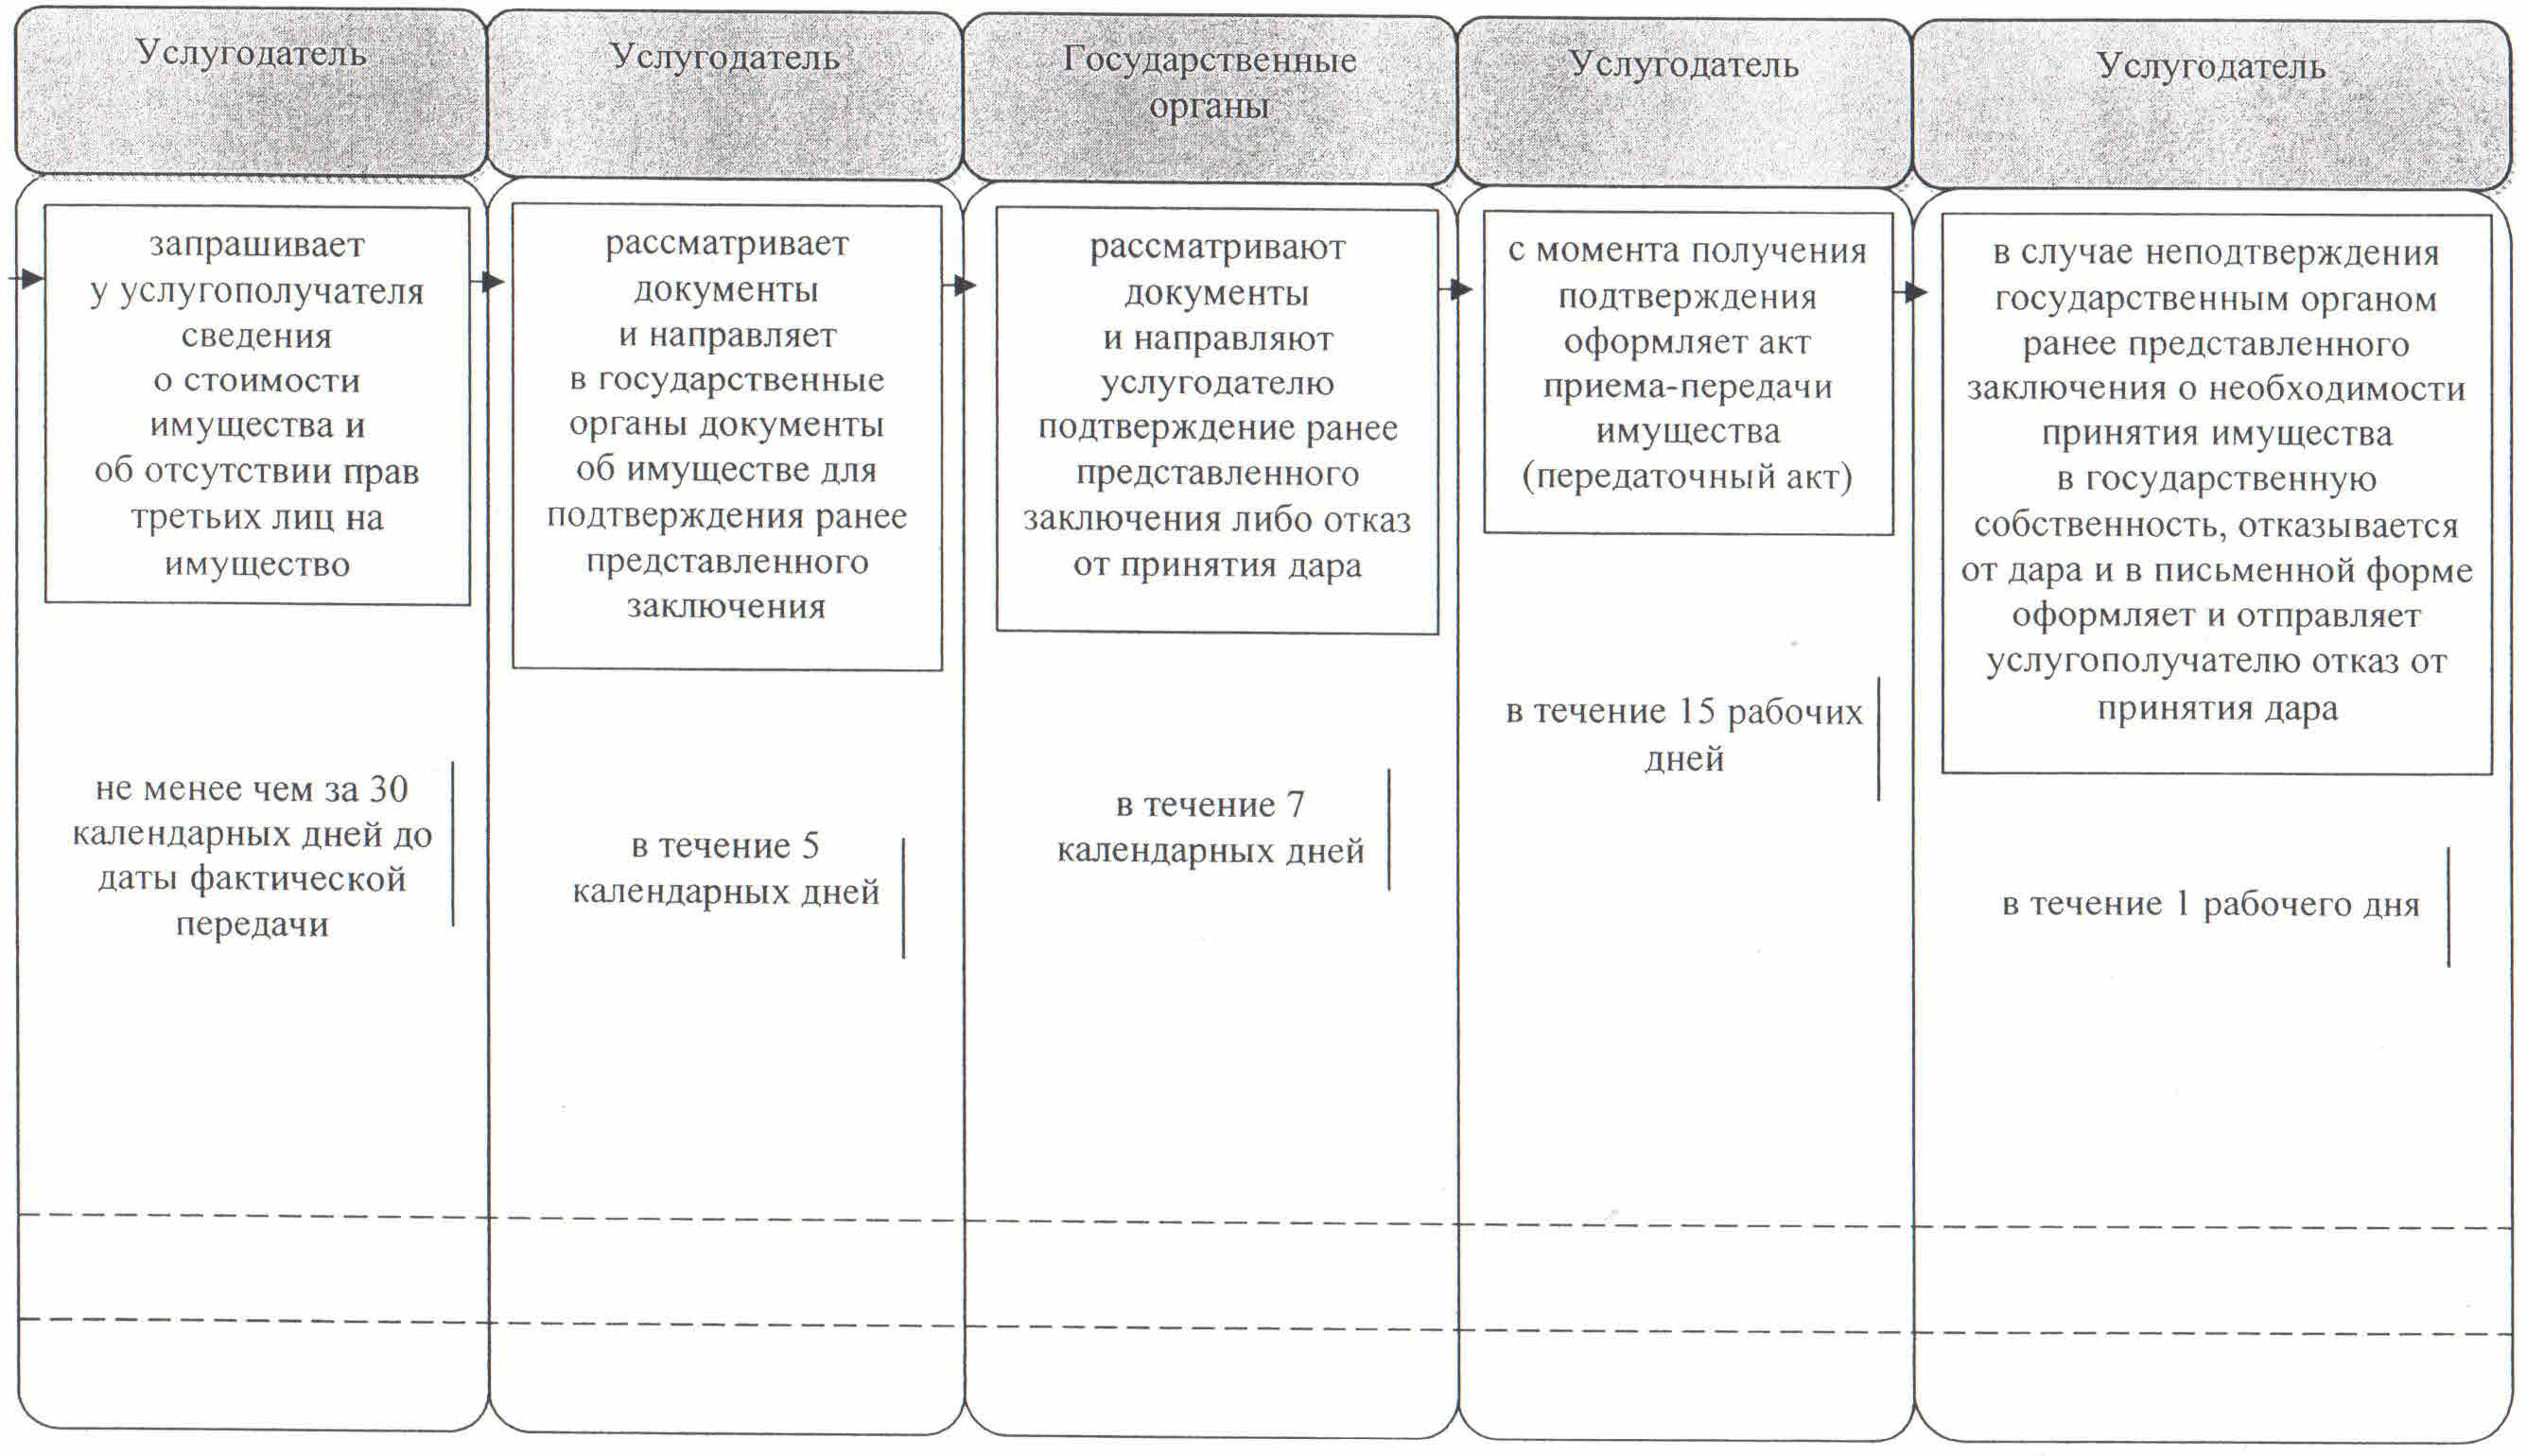 Услугодатель
запрашивает
у услугополучателя
сведения
о стоимости
имущества и
об отсутствии прав
третьих лиц на
имущество
не менее чем за 30
календарных дней до
даты фактической
передачи
Услугодатель
рассматривает
документы
и направляет
в государственные
органы документы
об имуществе для
подтверждения ранее
представленного
заключения
в течение 5
календарных дней
Государственные
органы
рассматривают
документы
и направляют
услугодателю
подтверждение ранее
представленного
заключения либо отказ
от принятия дара
в течение 7
календарных дней
Услугодатель
с момента получения
подтверждения
оформляет акт
приема-передачи
имущества
(передаточный акт)
в течение 15 рабочих
дней
Услугодатель
в случае неподтверждения
государственным органом
ранее представленного
заключения о необходимости
принятия имущества
в государственную
собственность, отказывается
от дара и в письменной форме
оформляет и отправляет
услугополучателю отказ от
принятия дара
в течение 1 рабочего дня